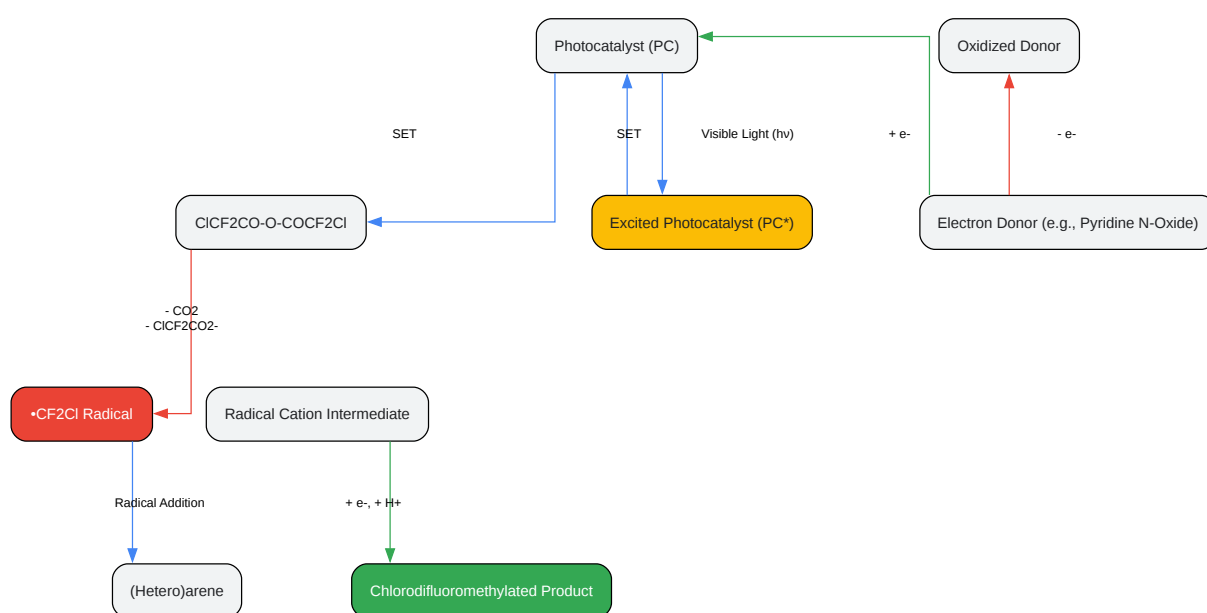 Photocatalyst (PC)
Oxidized Donor
SET
SET
Visible Light (hν)
+ e-
- e-
ClCF2CO-O-COCF2Cl
Excited Photocatalyst (PC*)
Electron Donor (e.g., Pyridine N-Oxide)
- CO2
- ClCF2CO2-
•CF2Cl Radical
Radical Cation Intermediate
Radical Addition
+ e-, + H+
(Hetero)arene
Chlorodifluoromethylated Product